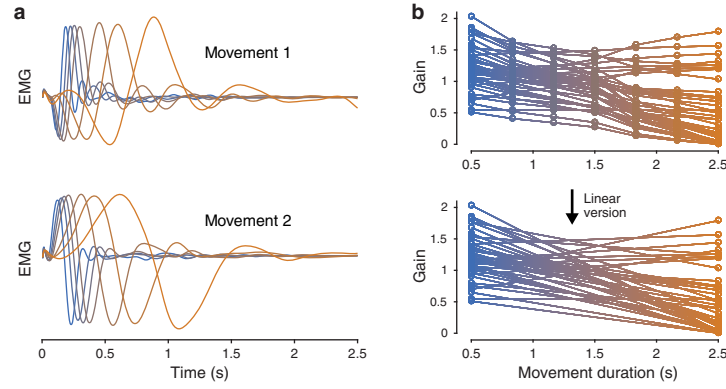 a
EMG
Movement 1
EMG
Movement 2
0 0.5 1 1.5 2 2.5
Time (s)
b
Gain
2
1.5
1
0.5
0
0.5 1 1.5 2 2.5
Linear
version
Gain
2
1.5
1
0.5
0
0.5 1 1.5 2 2.5
Movement duration (s)